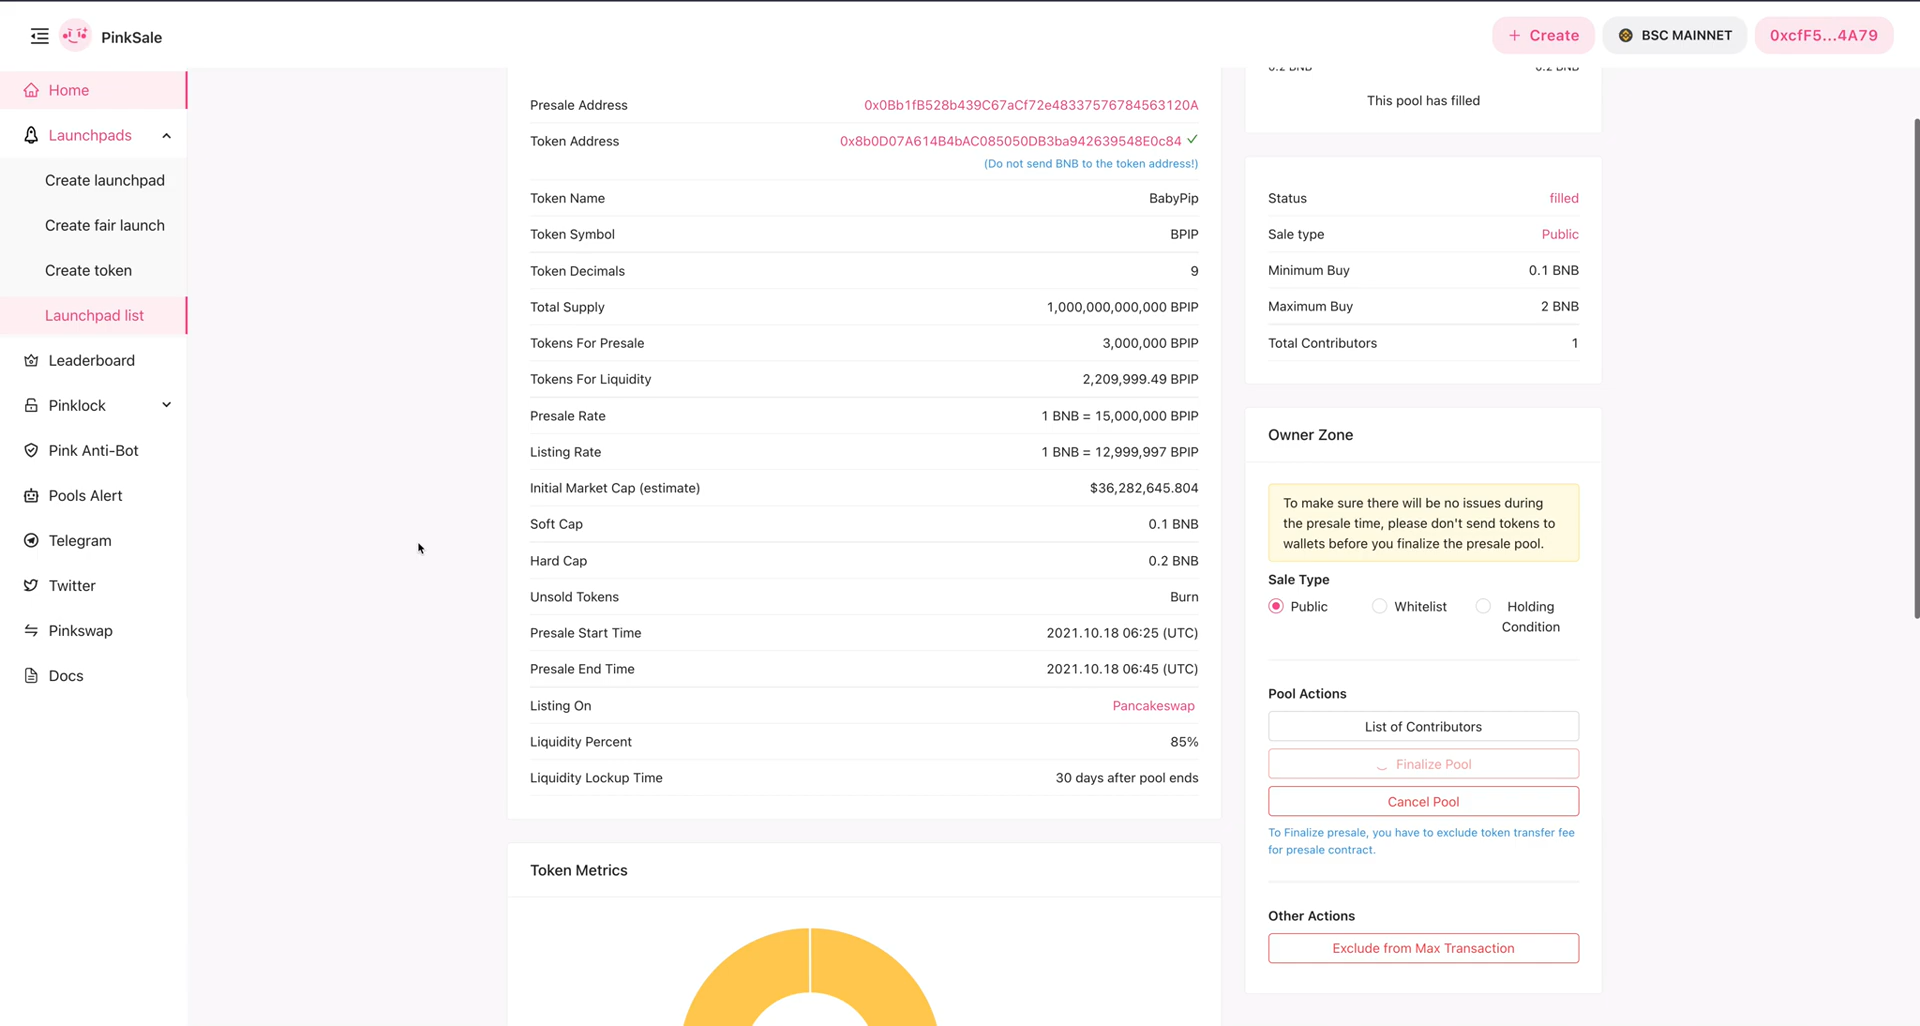 PinkSale
+ Create
BSC MAINNET
0xcfF5...4A79
Home
Launchpads
Create launchpad
Create fair launch
Create token
Launchpad list
Leaderboard
Pinklock
Pink Anti-Bot
Pools Alert
Telegram
Twitter
Pinkswap
Docs
Presale Address 0x0Bb1fB528b439C67aCf72e48337576784563120A
Token Address 0x8b0D07A614B4bAC085050DB3ba942639548E0c84
(Do not send BNB to the token address!)
Token Name BabyPip
Token Symbol BPIP
Token Decimals 9
Total Supply 1,000,000,000,000 BPIP
Tokens For Presale 3,000,000 BPIP
Tokens For Liquidity 2,209,999.49 BPIP
Presale Rate 1 BNB = 15,000,000 BPIP
Listing Rate 1 BNB = 12,999,997 BPIP
Initial Market Cap (estimate) $36,282,645.804
Soft Cap 0.1 BNB
Hard Cap 0.2 BNB
Unsold Tokens Burn
Presale Start Time 2021.10.18 06:25 (UTC)
Presale End Time 2021.10.18 06:45 (UTC)
Listing On Pancakeswap
Liquidity Percent 85%
Liquidity Lockup Time 30 days after pool ends
Token Metrics
0.2 BNB 0.2 BNB
This pool has filled
Status filled
Sale type Public
Minimum Buy 0.1 BNB
Maximum Buy 2 BNB
Total Contributors 1
Owner Zone
To make sure there will be no issues during
the presale time, please don't send tokens to
wallets before you finalize the presale pool.
Sale Type
Public Whitelist Holding
Condition
Pool Actions
List of Contributors
Finalize Pool
Cancel Pool
To Finalize presale, you have to exclude token transfer fee
for presale contract.
Other Actions
Exclude from Max Transaction